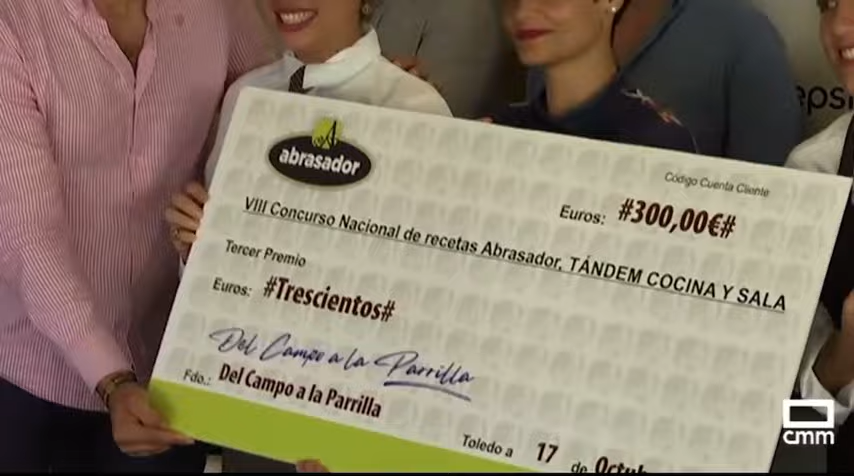 abrasador
Código Cuenta Cliente
Euros: #300,00€#
VIII Concurso Nacional de recetas Abrasador, TÁNDEM COCINA Y SALA
Tercer Premio
Euros: #Trescientos#
Del Campo a la Parrilla
Fdo.: Del Campo a la Parrilla
Toledo a 17 de
cmm